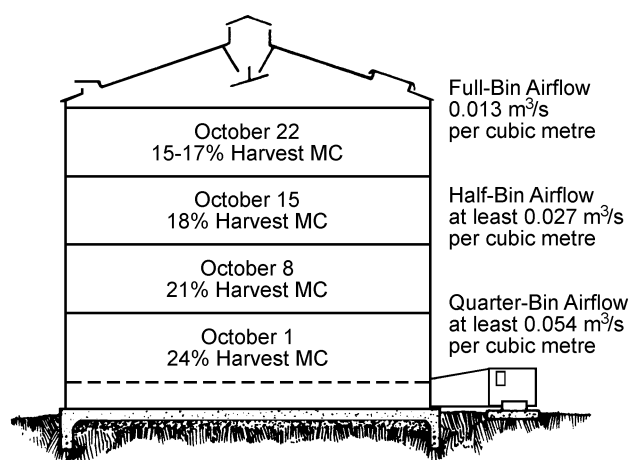 October 22
15-17% Harvest MC
October 15
18% Harvest MC
October 8
21% Harvest MC
October 1
24% Harvest MC
Full-Bin Airflow
0.013 m³/s
per cubic metre
Half-Bin Airflow
at least 0.027 m³/s
per cubic metre
Quarter-Bin Airflow
at least 0.054 m³/s
per cubic metre